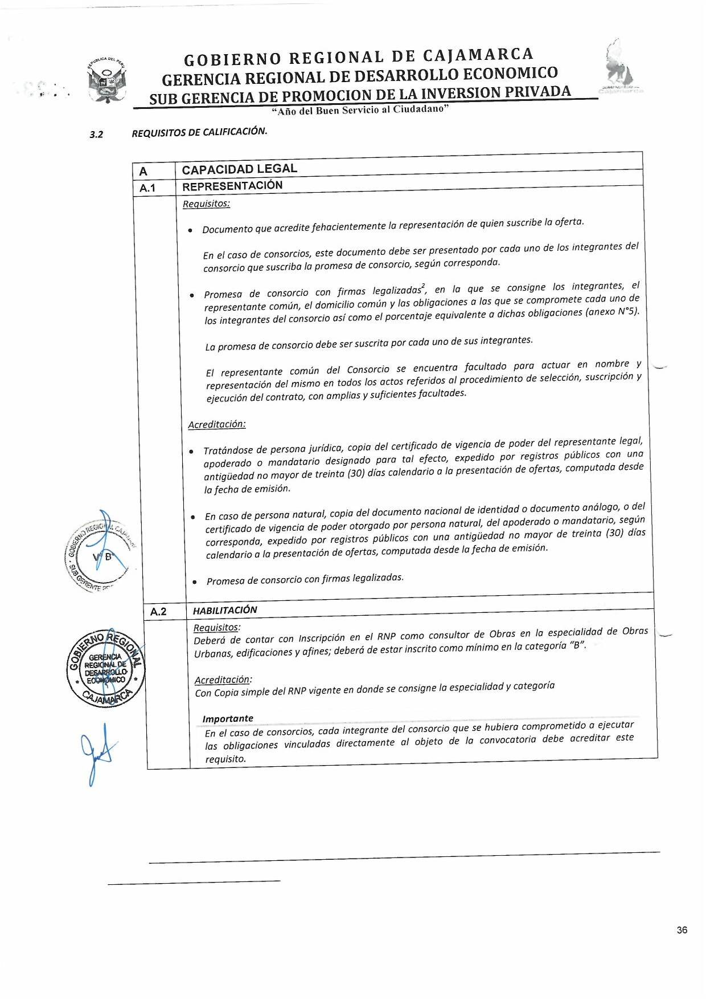 REPUBLICA DEL PERU
GOBIERNO REGIONAL DE CAJAMARCA
GERENCIA REGIONAL DE DESARROLLO ECONOMICO
SUB GERENCIA DE PROMOCION DE LA INVERSION PRIVADA
“Año del Buen Servicio al Ciudadano”
3.2 REQUISITOS DE CALIFICACIÓN.
A CAPACIDAD LEGAL
A.1 REPRESENTACIÓN
Requisitos:
• Documento que acredite fehacientemente la representación de quien suscribe la oferta.
En el caso de consorcios, este documento debe ser presentado por cada uno de los integrantes del
consorcio que suscriba la promesa de consorcio, según corresponda.
• Promesa de consorcio con firmas legalizadas², en la que se consigne los integrantes, el
representante común, el domicilio común y las obligaciones a las que se compromete cada uno de
los integrantes del consorcio así como el porcentaje equivalente a dichas obligaciones (anexo N°5).
La promesa de consorcio debe ser suscrita por cada uno de sus integrantes.
El representante común del Consorcio se encuentra facultado para actuar en nombre y
representación del mismo en todos los actos referidos al procedimiento de selección, suscripción y
ejecución del contrato, con amplias y suficientes facultades.
Acreditación:
• Tratándose de persona jurídica, copia del certificado de vigencia de poder del representante legal,
apoderado o mandatario designado para tal efecto, expedido por registros públicos con una
antigüedad no mayor de treinta (30) días calendario a la presentación de ofertas, computada desde
la fecha de emisión.
• En caso de persona natural, copia del documento nacional de identidad o documento análogo, o del
certificado de vigencia de poder otorgado por persona natural, del apoderado o mandatario, según
corresponda, expedido por registros públicos con una antigüedad no mayor de treinta (30) días
calendario a la presentación de ofertas, computada desde la fecha de emisión.
• Promesa de consorcio con firmas legalizadas.
GOBIERNO REGIONAL
V° B°
SUB GERENTE
A.2 HABILITACIÓN
Requisitos:
Deberá de contar con Inscripción en el RNP como consultor de Obras en la especialidad de Obras
Urbanas, edificaciones y afines; deberá de estar inscrito como mínimo en la categoría “B”.
Acreditación:
Con Copia simple del RNP vigente en donde se consigne la especialidad y categoría
Importante
En el caso de consorcios, cada integrante del consorcio que se hubiera comprometido a ejecutar
las obligaciones vinculadas directamente al objeto de la convocatoria debe acreditar este
requisito.
GOBIERNO REGIONAL
GERENCIA
REGIONAL DE
DESARROLLO
ECONOMICO
CAJAMARCA
36